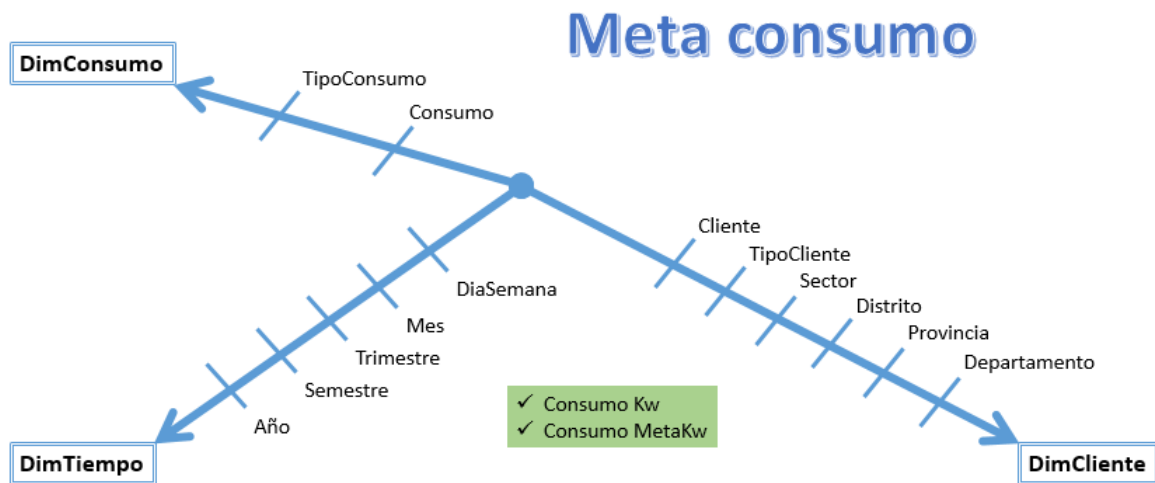 Meta consumo
DimConsumo
TipoConsumo
Consumo
Cliente
TipoCliente
Sector
Distrito
Provincia
Departamento
DiaSemana
Mes
Trimestre
Semestre
Año
✓ Consumo Kw
✓ Consumo MetaKw
DimTiempo
DimCliente